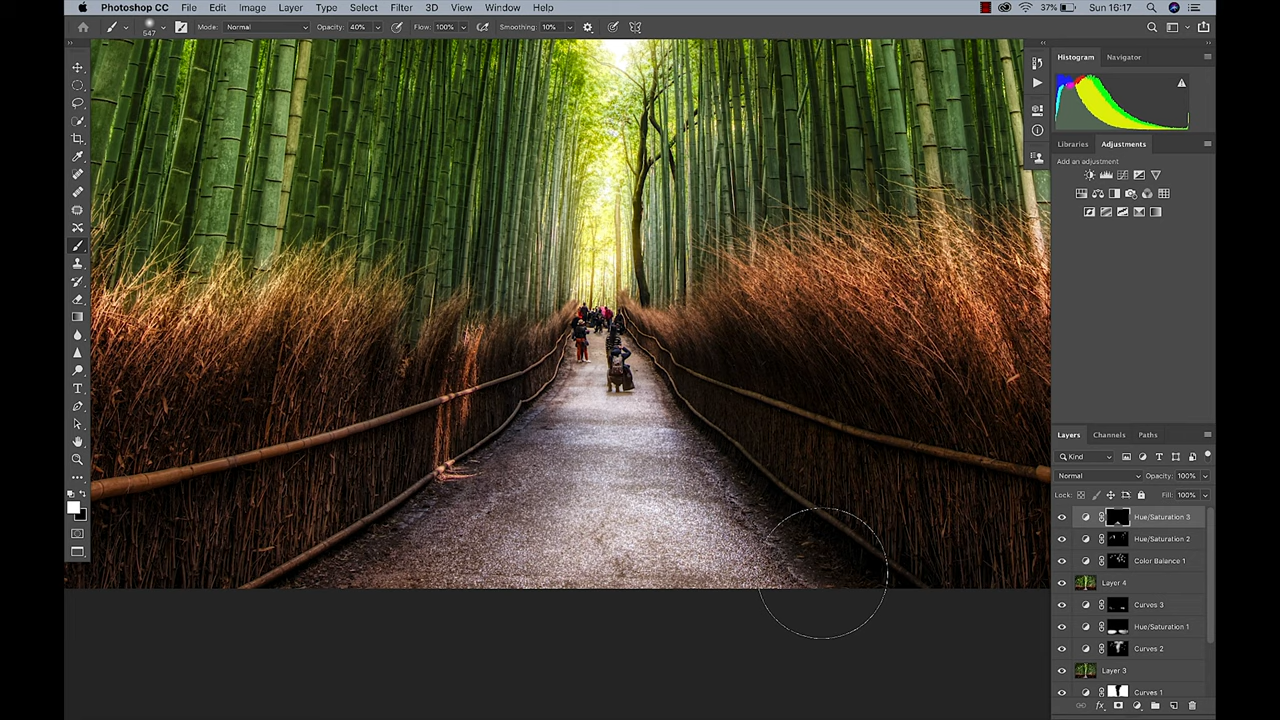 Photoshop CC File Edit Image Layer Type Select Filter 3D View Window Help 37% Sun 16:17
547 Mode: Normal Opacity: 40% Flow: 100% Smoothing: 10%
Histogram Navigator
Libraries Adjustments
Add an adjustment
Layers Channels Paths
Kind
Normal Opacity: 100%
Lock: Fill: 100%
Hue/Saturation 3
Hue/Saturation 2
Color Balance 1
Layer 4
Curves 3
Hue/Saturation 1
Curves 2
Layer 3
Curves 1